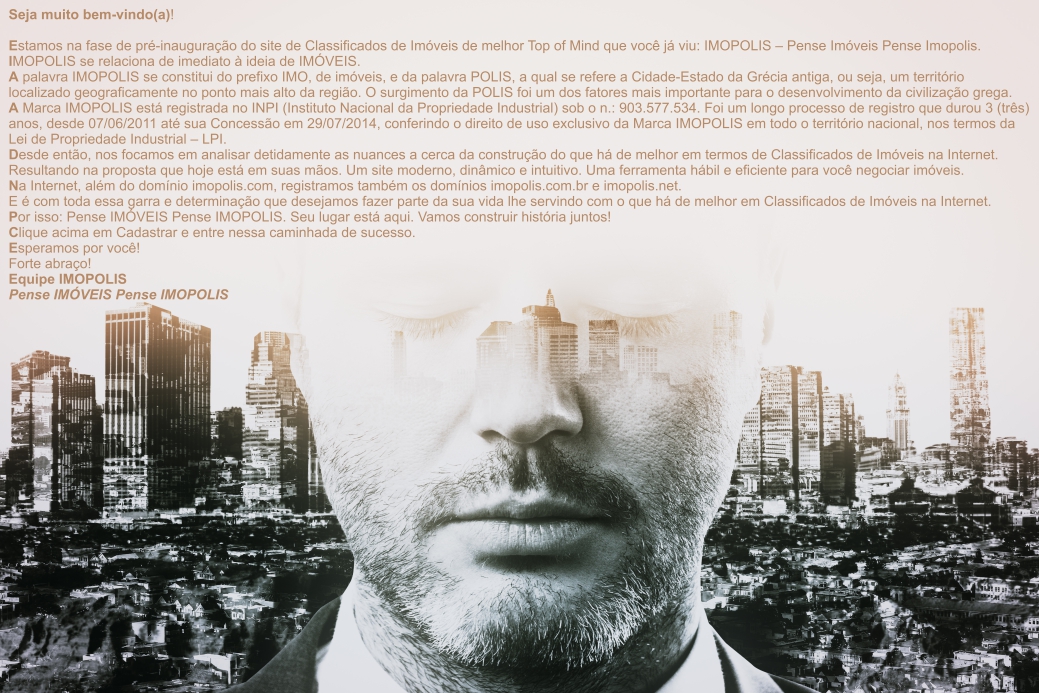 Seja muito bem-vindo(a)!
Estamos na fase de pré-inauguração do site de Classificados de Imóveis de melhor Top of Mind que você já viu: IMOPOLIS – Pense Imóveis Pense Imopolis.
IMOPOLIS se relaciona de imediato à ideia de IMÓVEIS.
A palavra IMOPOLIS se constitui do prefixo IMO, de imóveis, e da palavra POLIS, a qual se refere a Cidade-Estado da Grécia antiga, ou seja, um território
localizado geograficamente no ponto mais alto da região. O surgimento da POLIS foi um dos fatores mais importante para o desenvolvimento da civilização grega.
A Marca IMOPOLIS está registrada no INPI (Instituto Nacional da Propriedade Industrial) sob o n.: 903.577.534. Foi um longo processo de registro que durou 3 (três)
anos, desde 07/06/2011 até sua Concessão em 29/07/2014, conferindo o direito de uso exclusivo da Marca IMOPOLIS em todo o território nacional, nos termos da
Lei de Propriedade Industrial – LPI.
Desde então, nos focamos em analisar detidamente as nuances a cerca da construção do que há de melhor em termos de Classificados de Imóveis na Internet.
Resultando na proposta que hoje está em suas mãos. Um site moderno, dinâmico e intuitivo. Uma ferramenta hábil e eficiente para você negociar imóveis.
Na Internet, além do domínio imopolis.com, registramos também os domínios imopolis.com.br e imopolis.net.
E é com toda essa garra e determinação que desejamos fazer parte da sua vida lhe servindo com o que há de melhor em Classificados de Imóveis na Internet.
Por isso: Pense IMÓVEIS Pense IMOPOLIS. Seu lugar está aqui. Vamos construir história juntos!
Clique acima em Cadastrar e entre nessa caminhada de sucesso.
Esperamos por você!
Forte abraço!
Equipe IMOPOLIS
Pense IMÓVEIS Pense IMOPOLIS